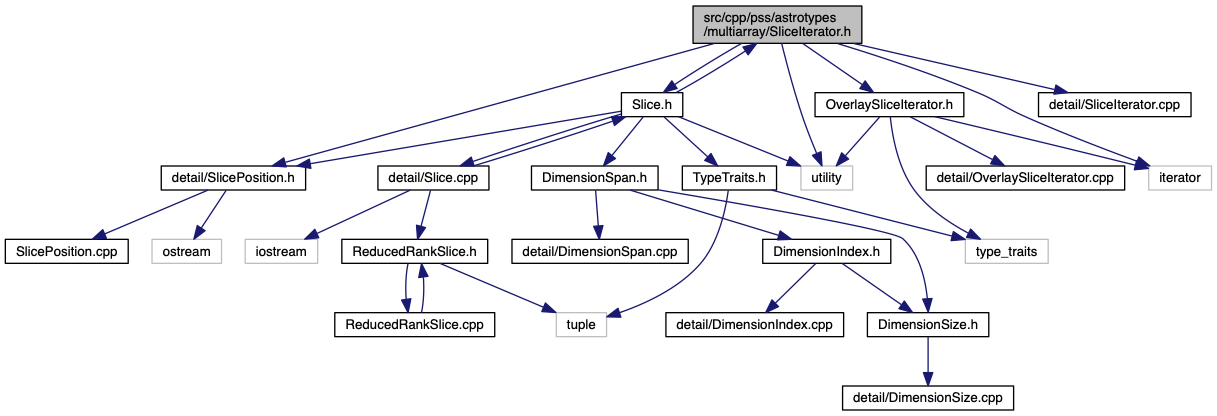 src/cpp/pss/astrotypes
/multiarray/SliceIterator.h
Slice.h
OverlaySliceIterator.h
detail/SliceIterator.cpp
detail/SlicePosition.h
detail/Slice.cpp
DimensionSpan.h
TypeTraits.h
utility
detail/OverlaySliceIterator.cpp
iterator
SlicePosition.cpp
ostream
iostream
ReducedRankSlice.h
detail/DimensionSpan.cpp
DimensionIndex.h
type_traits
ReducedRankSlice.cpp
tuple
detail/DimensionIndex.cpp
DimensionSize.h
detail/DimensionSize.cpp